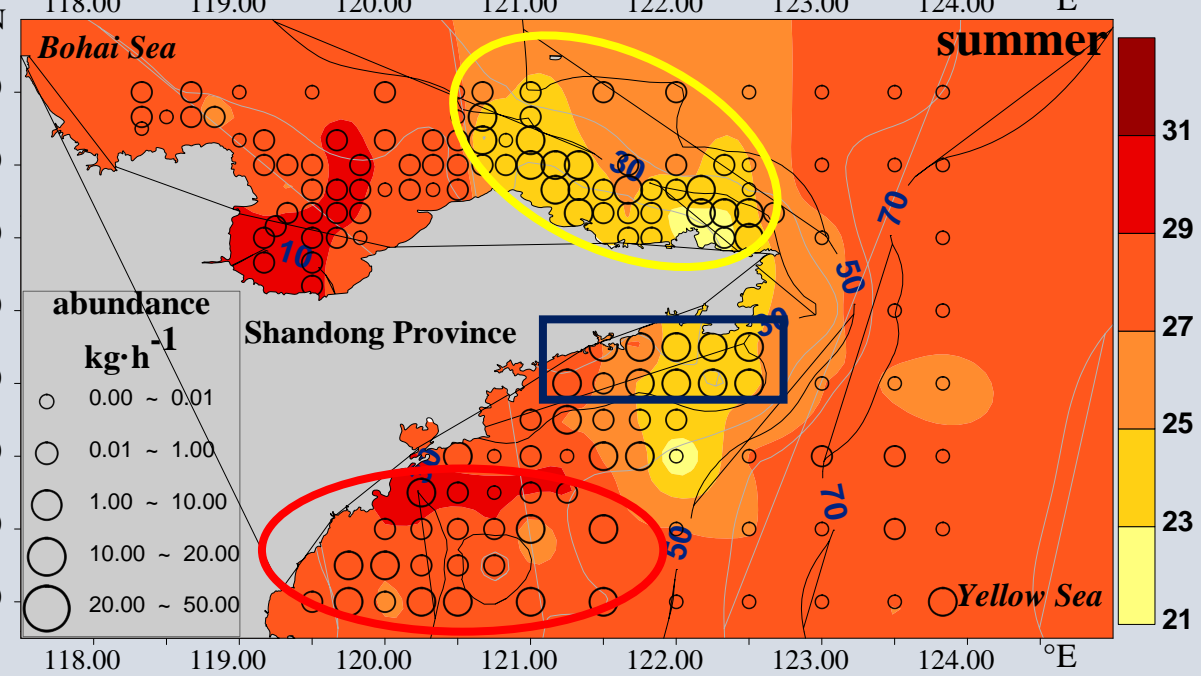 118.00 119.00 120.00 121.00 122.00 123.00 124.00 °E
N
Bohai Sea
summer
31
30
70
29
10
50
abundance
30
Shandong Province
27
kg·h-1
0.00 ~ 0.01
25
0.01 ~ 1.00
1.00 ~ 10.00
70
23
10.00 ~ 20.00
50
20.00 ~ 50.00
Yellow Sea
21
118.00 119.00 120.00 121.00 122.00 123.00 124.00 °E